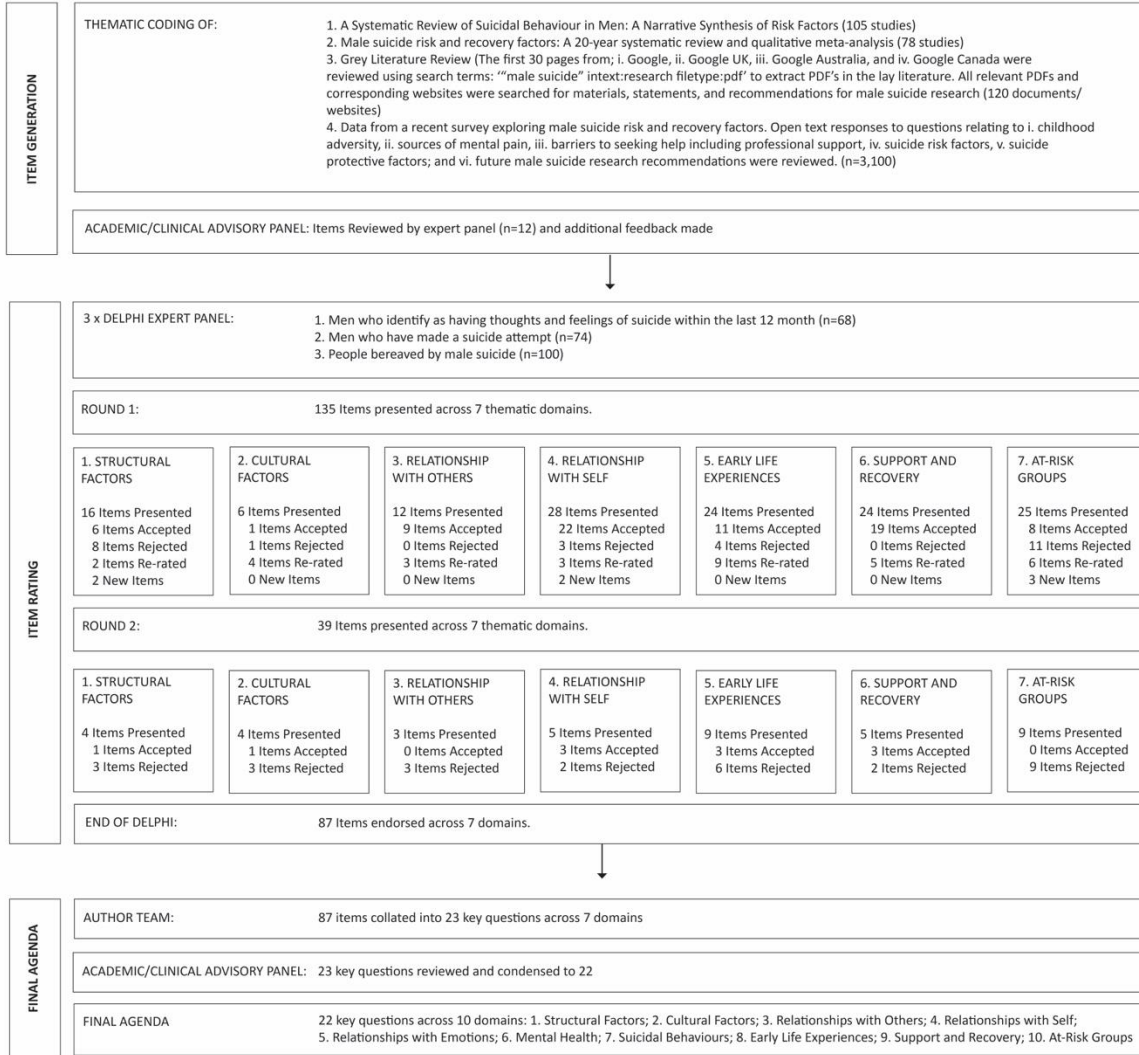 ITEM GENERATION
THEMATIC CODING OF:
1. A Systematic Review of Suicidal Behaviour in Men: A Narrative Synthesis of Risk Factors (105 studies)
2. Male suicide risk and recovery factors: A 20-year systematic review and qualitative meta-analysis (78 studies)
3. Grey Literature Review (The first 30 pages from; i. Google, ii. Google UK, iii. Google Australia, and iv. Google Canada were
reviewed using search terms: ‘“male suicide” intext:research filetype:pdf’ to extract PDF’s in the lay literature. All relevant PDFs and
corresponding websites were searched for materials, statements, and recommendations for male suicide research (120 documents/
websites)
4. Data from a recent survey exploring male suicide risk and recovery factors. Open text responses to questions relating to i. childhood
adversity, ii. sources of mental pain, iii. barriers to seeking help including professional support, iv. suicide risk factors, v. suicide
protective factors; and vi. future male suicide research recommendations were reviewed. (n=3,100)
ACADEMIC/CLINICAL ADVISORY PANEL: Items Reviewed by expert panel (n=12) and additional feedback made
ITEM RATING
3 x DELPHI EXPERT PANEL:
1. Men who identify as having thoughts and feelings of suicide within the last 12 month (n=68)
2. Men who have made a suicide attempt (n=74)
3. People bereaved by male suicide (n=100)
ROUND 1:
135 Items presented across 7 thematic domains.
1. STRUCTURAL
FACTORS
16 Items Presented
6 Items Accepted
8 Items Rejected
2 Items Re-rated
2 New Items
2. CULTURAL
FACTORS
6 Items Presented
1 Items Accepted
1 Items Rejected
4 Items Re-rated
0 New Items
3. RELATIONSHIP
WITH OTHERS
12 Items Presented
9 Items Accepted
0 Items Rejected
3 Items Re-rated
0 New Items
4. RELATIONSHIP
WITH SELF
28 Items Presented
22 Items Accepted
3 Items Rejected
3 Items Re-rated
2 New Items
5. EARLY LIFE
EXPERIENCES
24 Items Presented
11 Items Accepted
4 Items Rejected
9 Items Re-rated
0 New Items
6. SUPPORT AND
RECOVERY
24 Items Presented
19 Items Accepted
0 Items Rejected
5 Items Re-rated
0 New Items
7. AT-RISK
GROUPS
25 Items Presented
8 Items Accepted
11 Items Rejected
6 Items Re-rated
3 New Items
ROUND 2:
39 Items presented across 7 thematic domains.
1. STRUCTURAL
FACTORS
4 Items Presented
1 Items Accepted
3 Items Rejected
2. CULTURAL
FACTORS
4 Items Presented
1 Items Accepted
3 Items Rejected
3. RELATIONSHIP
WITH OTHERS
3 Items Presented
0 Items Accepted
3 Items Rejected
4. RELATIONSHIP
WITH SELF
5 Items Presented
3 Items Accepted
2 Items Rejected
5. EARLY LIFE
EXPERIENCES
9 Items Presented
3 Items Accepted
6 Items Rejected
6. SUPPORT AND
RECOVERY
5 Items Presented
3 Items Accepted
2 Items Rejected
7. AT-RISK
GROUPS
9 Items Presented
0 Items Accepted
9 Items Rejected
END OF DELPHI:
87 Items endorsed across 7 domains.
FINAL AGENDA
AUTHOR TEAM:
87 items collated into 23 key questions across 7 domains
ACADEMIC/CLINICAL ADVISORY PANEL: 23 key questions reviewed and condensed to 22
FINAL AGENDA
22 key questions across 10 domains: 1. Structural Factors; 2. Cultural Factors; 3. Relationships with Others; 4. Relationships with Self;
5. Relationships with Emotions; 6. Mental Health; 7. Suicidal Behaviours; 8. Early Life Experiences; 9. Support and Recovery; 10. At-Risk Groups